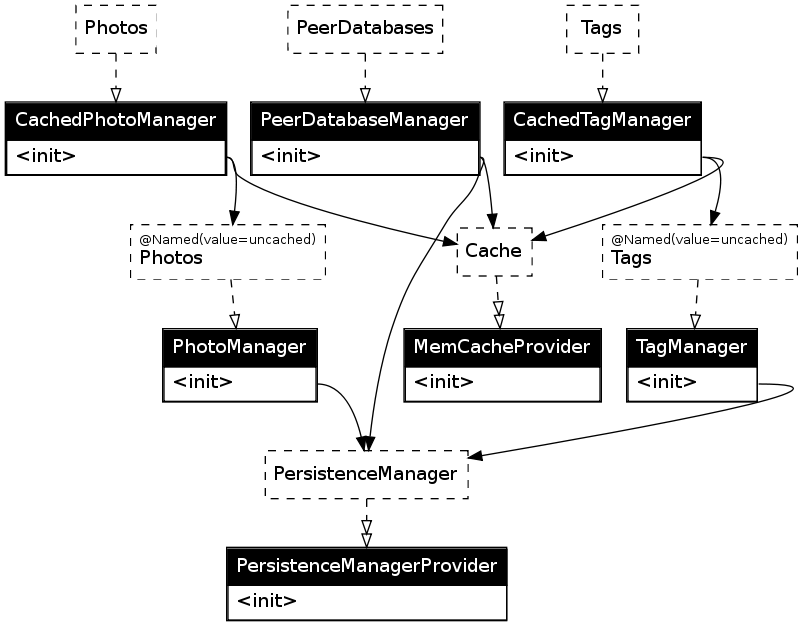 Photos
PeerDatabases
Tags
CachedPhotoManager
<init>
PeerDatabaseManager
<init>
CachedTagManager
<init>
@Named(value=uncached)
Photos
Cache
@Named(value=uncached)
Tags
PhotoManager
<init>
MemCacheProvider
<init>
TagManager
<init>
PersistenceManager
PersistenceManagerProvider
<init>